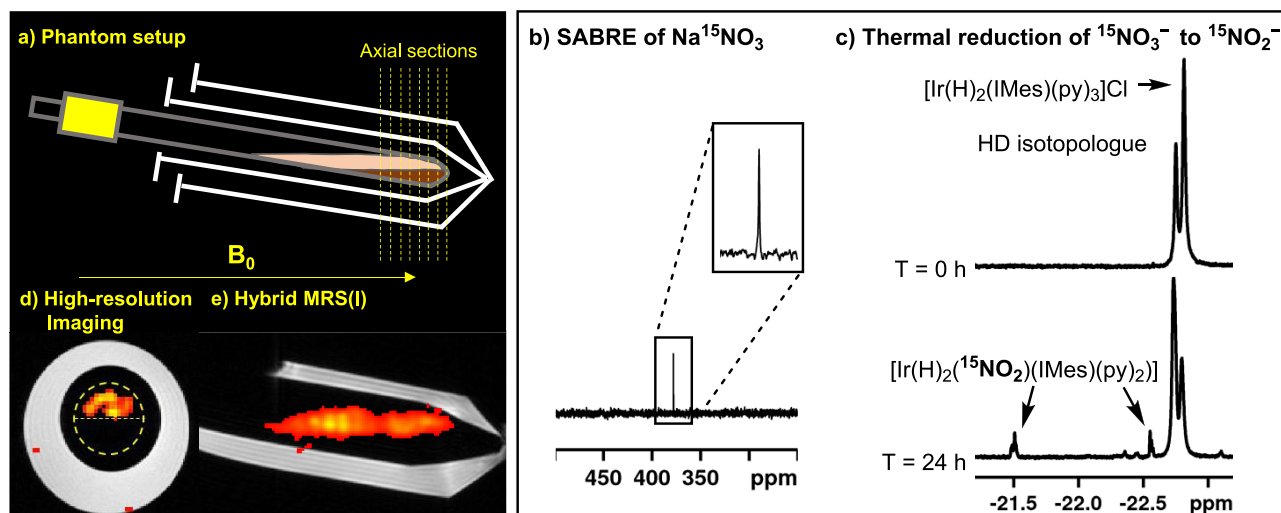 a) Phantom setup
Axial sections
B₀
d) High-resolution
Imaging
e) Hybrid MRS(I)
b) SABRE of Na¹⁵NO₃
450 400 350 ppm
c) Thermal reduction of ¹⁵NO₃⁻ to ¹⁵NO₂⁻
[Ir(H)₂(IMes)(py)₃]Cl
HD isotopologue
T = 0 h
[Ir(H)₂(¹⁵NO₂)(IMes)(py)₂)]
T = 24 h
-21.5 -22.0 -22.5 ppm